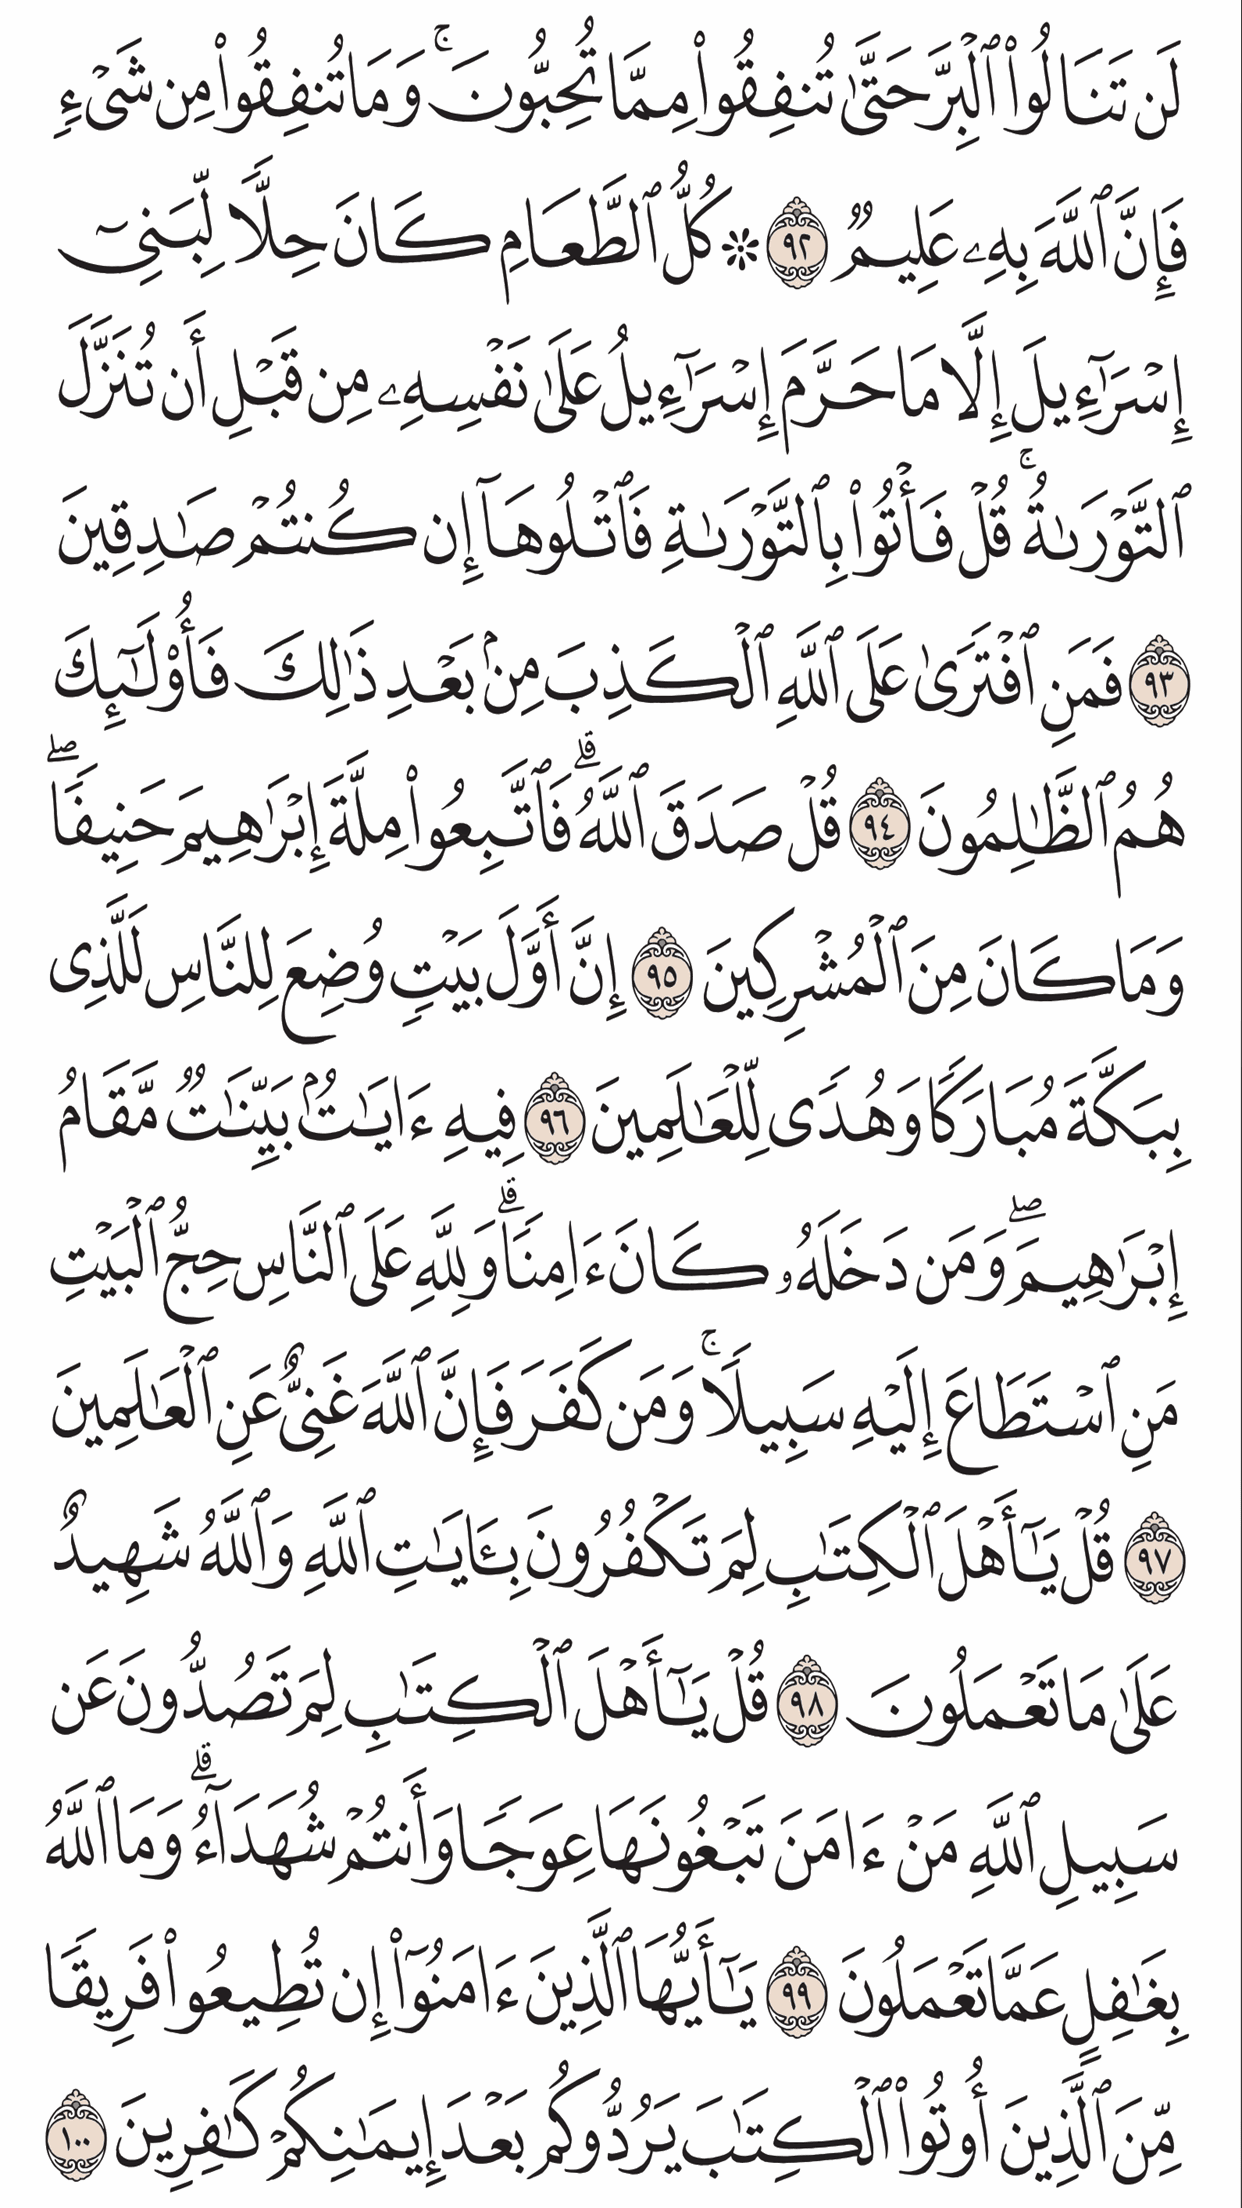 لَن تَنَالُوا۟ ٱلْبِرَّ حَتَّىٰ تُنفِقُوا۟ مِمَّا تُحِبُّونَ ۚ وَمَا تُنفِقُوا۟ مِن شَىْءٍ
فَإِنَّ ٱللَّهَ بِهِۦ عَلِيمٌ ٩٢ ۞ كُلُّ ٱلطَّعَامِ كَانَ حِلًّا لِّبَنِىٓ
إِسْرَٰٓءِيلَ إِلَّا مَا حَرَّمَ إِسْرَٰٓءِيلُ عَلَىٰ نَفْسِهِۦ مِن قَبْلِ أَن تُنَزَّلَ
ٱلتَّوْرَىٰةُ ۚ قُلْ فَأْتُوا۟ بِٱلتَّوْرَىٰةِ فَٱتْلُوهَآ إِن كُنتُمْ صَـٰدِقِينَ
٩٣ فَمَنِ ٱفْتَرَىٰ عَلَى ٱللَّهِ ٱلْكَذِبَ مِنۢ بَعْدِ ذَٰلِكَ فَأُو۟لَـٰٓئِكَ
هُمُ ٱلظَّـٰلِمُونَ ٩٤ قُلْ صَدَقَ ٱللَّهُ ۗ فَٱتَّبِعُوا۟ مِلَّةَ إِبْرَٰهِيمَ حَنِيفًا ۖ
وَمَا كَانَ مِنَ ٱلْمُشْرِكِينَ ٩٥ إِنَّ أَوَّلَ بَيْتٍ وُضِعَ لِلنَّاسِ لَلَّذِى
بِبَكَّةَ مُبَارَكًا وَهُدًى لِّلْعَـٰلَمِينَ ٩٦ فِيهِ ءَايَـٰتٌۢ بَيِّنَـٰتٌ مَّقَامُ
إِبْرَٰهِيمَ ۖ وَمَن دَخَلَهُۥ كَانَ ءَامِنًا ۗ وَلِلَّهِ عَلَى ٱلنَّاسِ حِجُّ ٱلْبَيْتِ
مَنِ ٱسْتَطَاعَ إِلَيْهِ سَبِيلًا ۚ وَمَن كَفَرَ فَإِنَّ ٱللَّهَ غَنِىٌّ عَنِ ٱلْعَـٰلَمِينَ
٩٧ قُلْ يَـٰٓأَهْلَ ٱلْكِتَـٰبِ لِمَ تَكْفُرُونَ بِـَٔايَـٰتِ ٱللَّهِ وَٱللَّهُ شَهِيدٌ
عَلَىٰ مَا تَعْمَلُونَ ٩٨ قُلْ يَـٰٓأَهْلَ ٱلْكِتَـٰبِ لِمَ تَصُدُّونَ عَن
سَبِيلِ ٱللَّهِ مَنْ ءَامَنَ تَبْغُونَهَا عِوَجًا وَأَنتُمْ شُهَدَآءُ ۗ وَمَا ٱللَّهُ
بِغَـٰفِلٍ عَمَّا تَعْمَلُونَ ٩٩ يَـٰٓأَيُّهَا ٱلَّذِينَ ءَامَنُوٓا۟ إِن تُطِيعُوا۟ فَرِيقًا
مِّنَ ٱلَّذِينَ أُوتُوا۟ ٱلْكِتَـٰبَ يَرُدُّوكُم بَعْدَ إِيمَـٰنِكُمْ كَـٰفِرِينَ ١٠٠